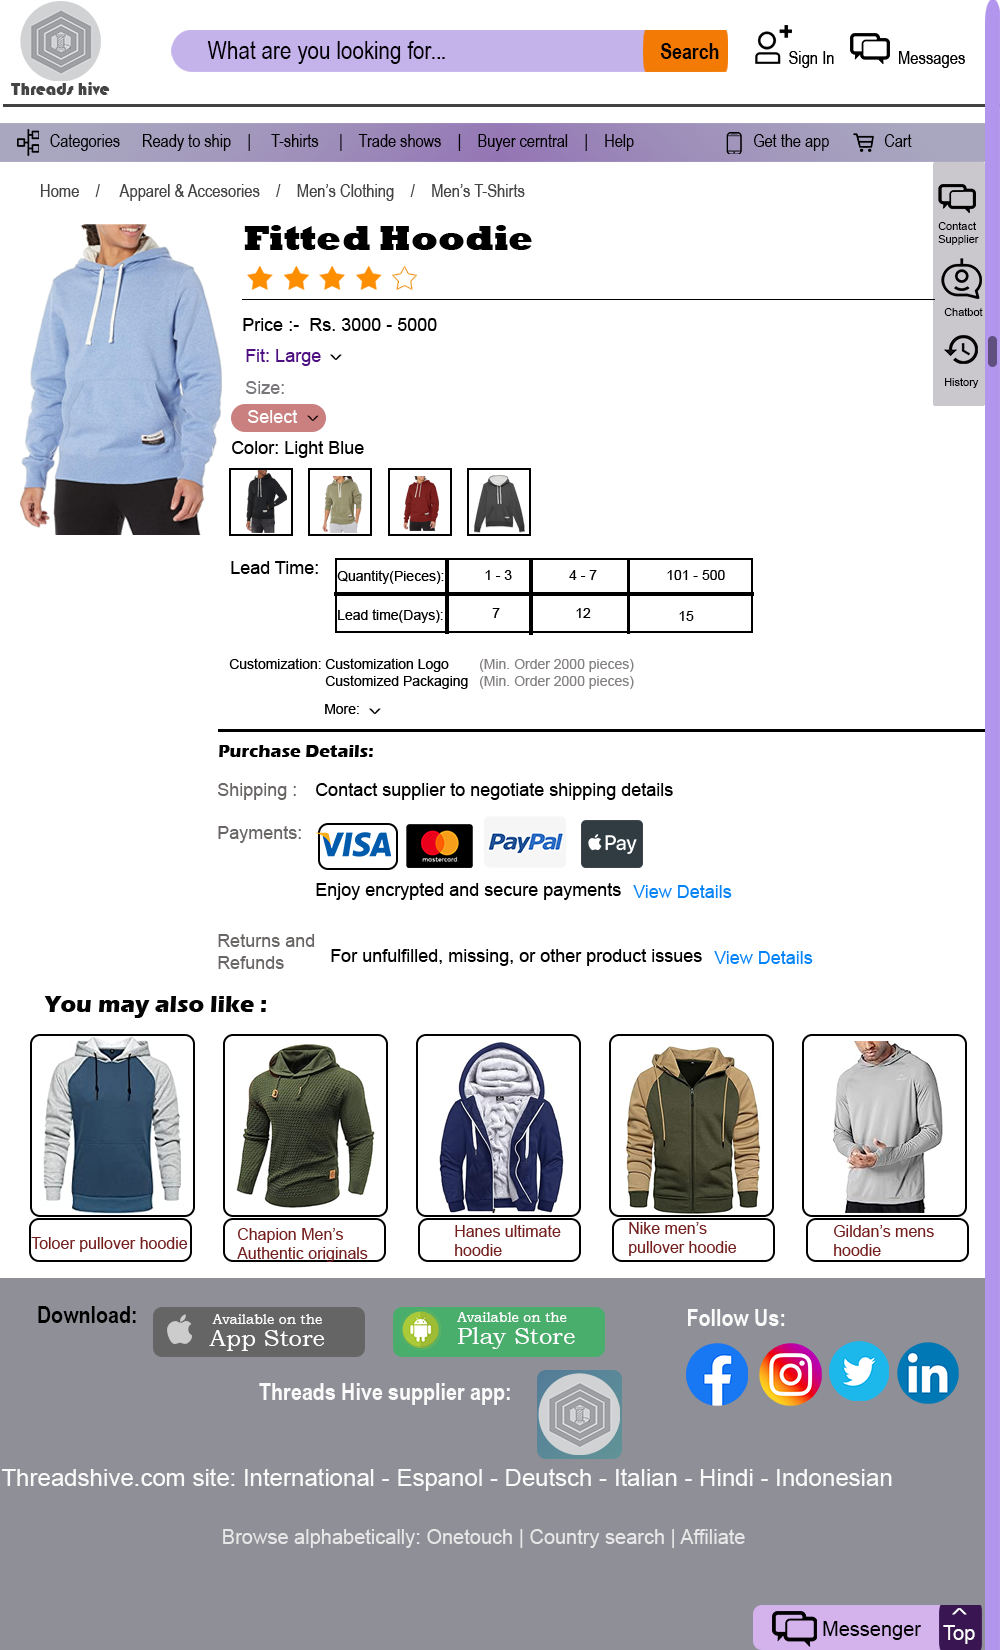 Threads hive
What are you looking for...
Search
Sign In
Messages
Categories Ready to ship | T-shirts | Trade shows | Buyer cerntral | Help
Get the app
Cart
Home / Apparel & Accesories / Men's Clothing / Men's T-Shirts
Contact
Supplier
Chatbot
History
Fitted Hoodie
Price :- Rs. 3000 - 5000
Fit: Large
Size:
Select
Color: Light Blue
Lead Time:
Quantity(Pieces): 1 - 3 4 - 7 101 - 500
Lead time(Days): 7 12 15
Customization: Customization Logo (Min. Order 2000 pieces)
Customized Packaging (Min. Order 2000 pieces)
More:
Purchase Details:
Shipping : Contact supplier to negotiate shipping details
Payments:
VISA
mastercard
PayPal
Pay
Enjoy encrypted and secure payments View Details
Returns and
Refunds
For unfulfilled, missing, or other product issues View Details
You may also like :
Toloer pullover hoodie
Chapion Men's
Authentic originals
Hanes ultimate
hoodie
Nike men's
pullover hoodie
Gildan's mens
hoodie
Download:
Available on the
App Store
Available on the
Play Store
Follow Us:
Threads Hive supplier app:
Threadshive.com site: International - Espanol - Deutsch - Italian - Hindi - Indonesian
Browse alphabetically: Onetouch | Country search | Affiliate
Messenger
Top